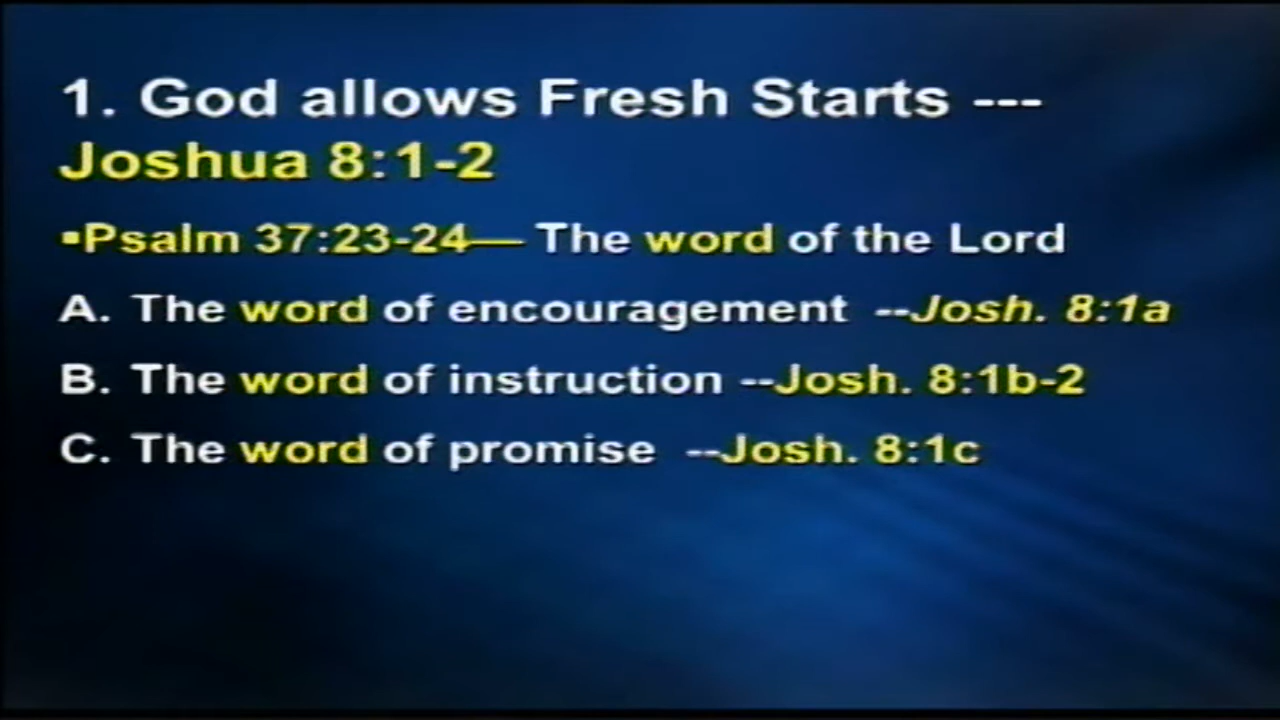 1. God allows Fresh Starts ---
Joshua 8:1-2
▪Psalm 37:23-24— The word of the Lord
A. The word of encouragement --Josh. 8:1a
B. The word of instruction --Josh. 8:1b-2
C. The word of promise --Josh. 8:1c